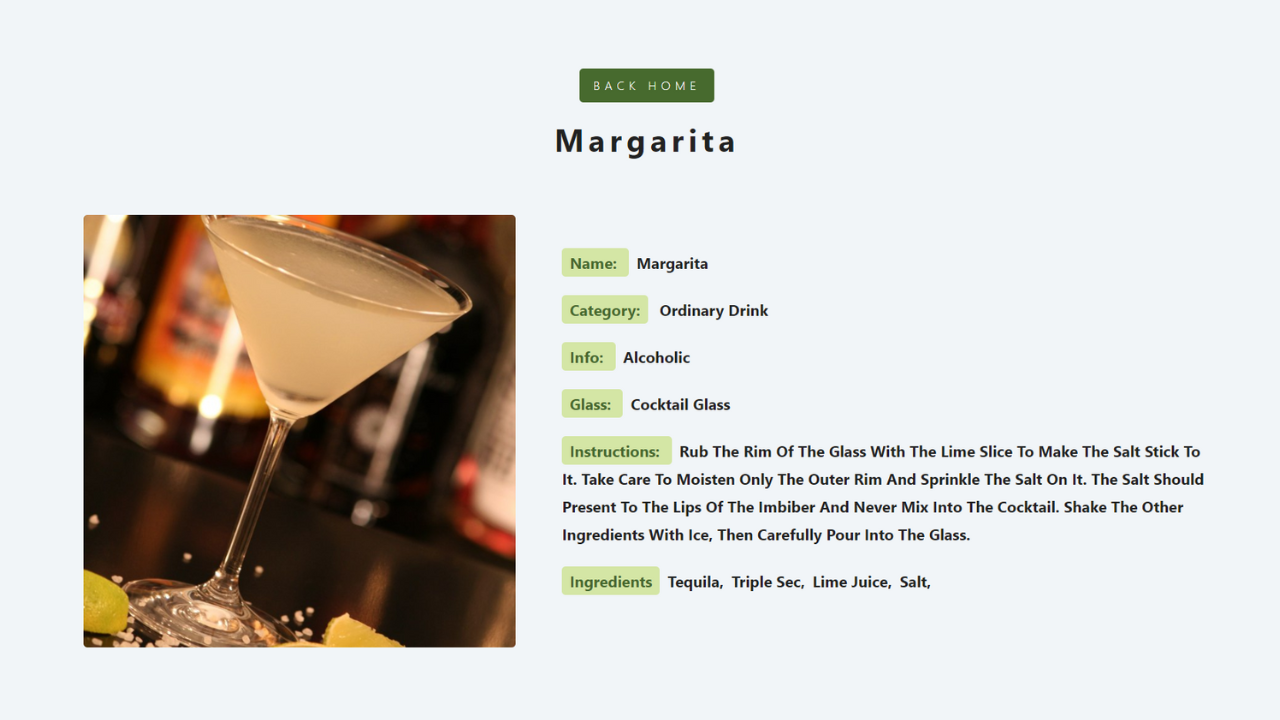 BACK HOME
Margarita
Name: Margarita
Category: Ordinary Drink
Info: Alcoholic
Glass: Cocktail Glass
Instructions: Rub The Rim Of The Glass With The Lime Slice To Make The Salt Stick To
It. Take Care To Moisten Only The Outer Rim And Sprinkle The Salt On It. The Salt Should
Present To The Lips Of The Imbiber And Never Mix Into The Cocktail. Shake The Other
Ingredients With Ice, Then Carefully Pour Into The Glass.
Ingredients Tequila, Triple Sec, Lime Juice, Salt,